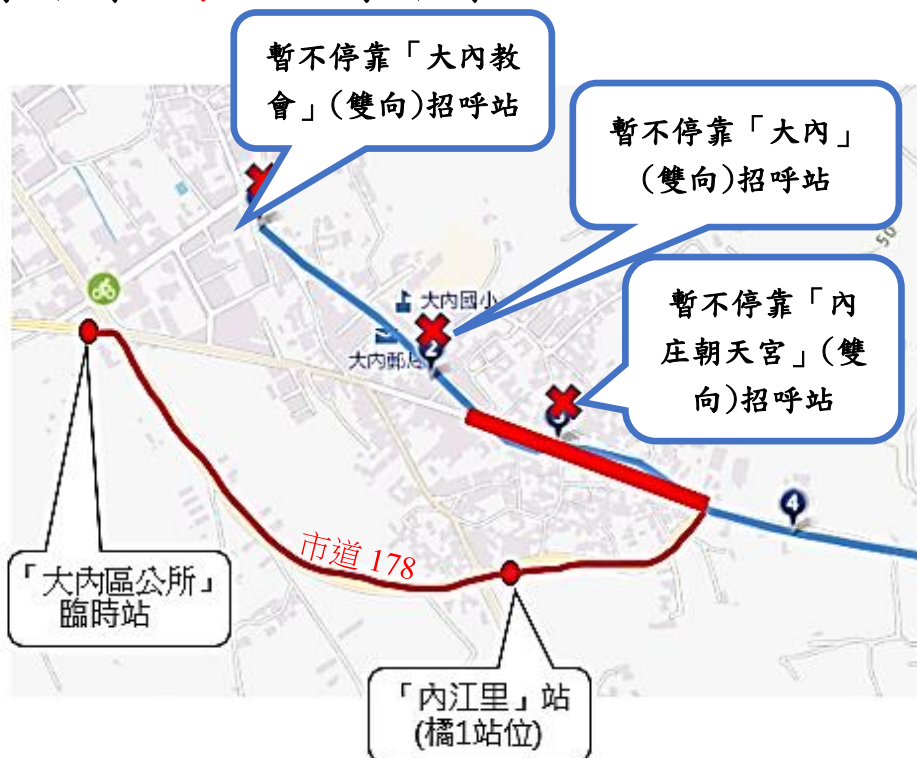 暫不停靠「大內教
會」(雙向)招呼站
暫不停靠「大內」
(雙向)招呼站
50
大內國小
2
大內郵局
暫不停靠「內
庄朝天宮」(雙
向)招呼站
4
市道 178
「大內區公所」
臨時站
「內江里」站
(橘1站位)